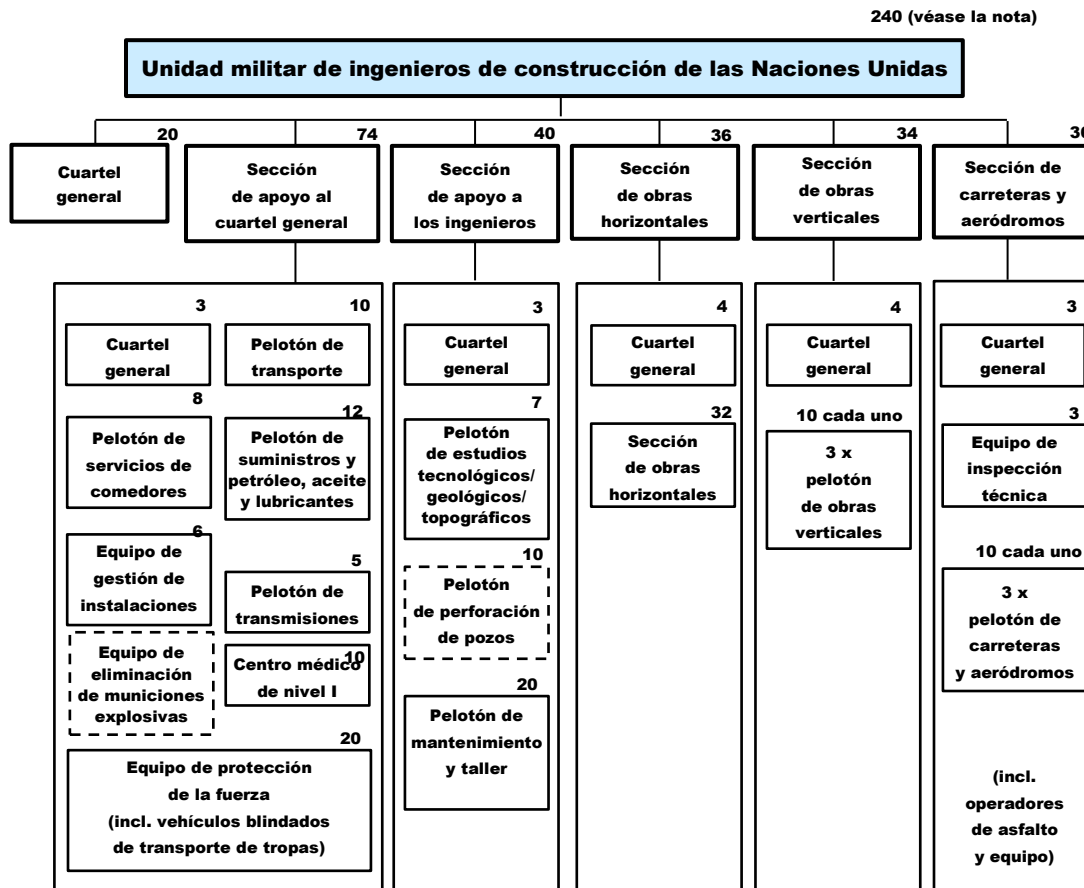 240 (véase la nota)
Unidad militar de ingenieros de construcción de las Naciones Unidas
20
Cuartel
general
74
Sección
de apoyo al
cuartel general
40
Sección
de apoyo a
los ingenieros
36
Sección
de obras
horizontales
34
Sección
de obras
verticales
Sección de
carreteras y
aeródromos
3
Cuartel
general
10
Pelotón de
transporte
8
Pelotón de
servicios de
comedores
12
Pelotón de
suministros y
petróleo, aceite
y lubricantes
6
Equipo de
gestión de
instalaciones
5
Pelotón de
transmisiones
Equipo de
eliminación
de municiones
explosivas
10
Centro médico
de nivel I
20
Equipo de protección
de la fuerza
(incl. vehículos blindados
de transporte de tropas)
3
Cuartel
general
7
Pelotón
de estudios
tecnológicos/
geológicos/
topográficos
10
Pelotón
de perforación
de pozos
20
Pelotón de
mantenimiento
y taller
4
Cuartel
general
32
Sección
de obras
horizontales
4
Cuartel
general
10 cada uno
3 x
pelotón
de obras
verticales
3
Cuartel
general
3
Equipo de
inspección
técnica
10 cada uno
3 x
pelotón de
carreteras
y aeródromos
(incl.
operadores
de asfalto
y equipo)